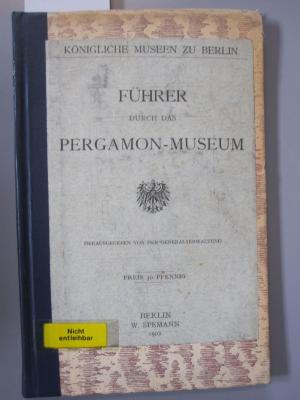 KÖNIGLICHE MUSEEN ZU BERLIN
FÜHRER
DURCH DAS
PERGAMON-MUSEUM
HERAUSGEGEBEN VON DER GENERALVERWALTUNG
PREIS 30 PFENNIG
BERLIN
W. SPEMANN
1902
Nicht
entleihbar